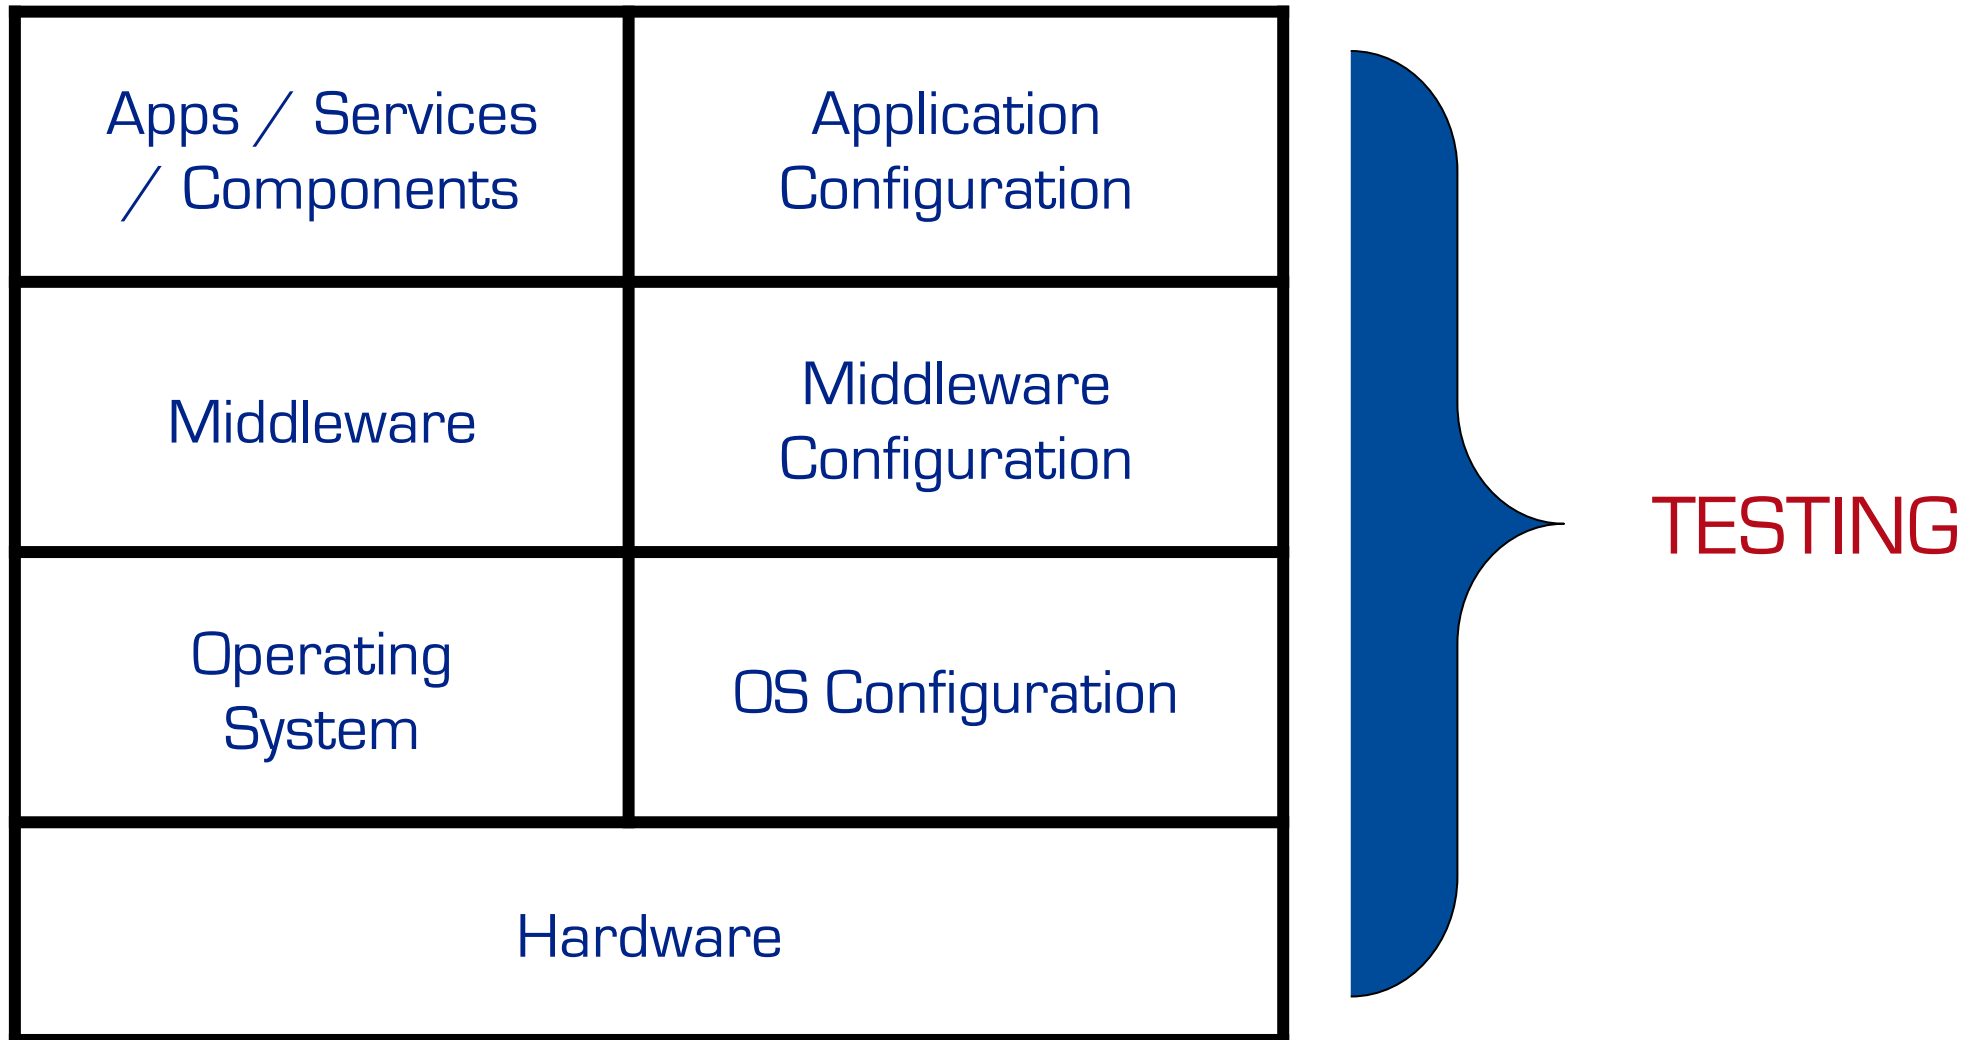 Apps / Services
/ Components
Application
Configuration
Middleware
Middleware
Configuration
Operating
System
OS Configuration
Hardware
TESTING